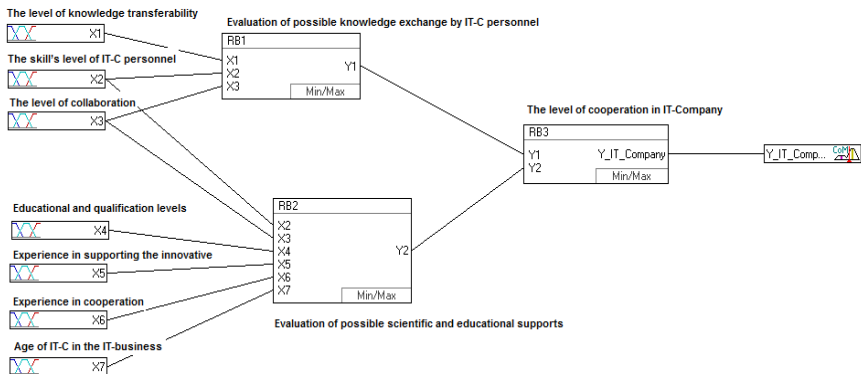 The level of knowledge transferability
X1
The skill's level of IT-C personnel
X2
The level of collaboration
X3
Evaluation of possible knowledge exchange by IT-C personnel
RB1
X1
X2
X3
Y1
Min/Max
The level of cooperation in IT-Company
RB3
Y1
Y2
Y_IT_Company
Min/Max
Y_IT_Comp...
CoM
Educational and qualification levels
X4
Experience in supporting the innovative
X5
Experience in cooperation
X6
Age of IT-C in the IT-business
X7
RB2
X2
X3
X4
X5
X6
X7
Y2
Min/Max
Evaluation of possible scientific and educational supports